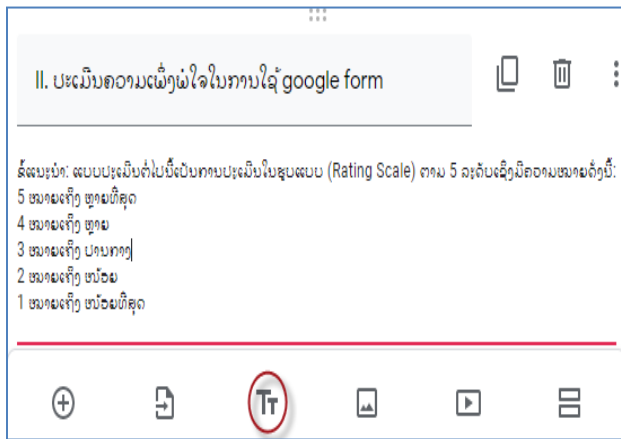 II. ປະເມີນຄວາມເພິ່ງພໍໃຈໃນການໃຊ້ google form
ຂໍ້ແນະນຳ: ແບບປະເມີນຕໍ່ໄປນີ້ເປັນການປະເມີນໃນຮູບແບບ (Rating Scale) ຕາມ 5 ລະດັບເຊິ່ງມີຄວາມໝາຍດັ່ງນີ້:
5 ໝາຍເຖິງ ຫຼາຍທີ່ສຸດ
4 ໝາຍເຖິງ ຫຼາຍ
3 ໝາຍເຖິງ ປານກາງ
2 ໝາຍເຖິງ ໜ້ອຍ
1 ໝາຍເຖິງ ໜ້ອຍທີ່ສຸດ
Tт